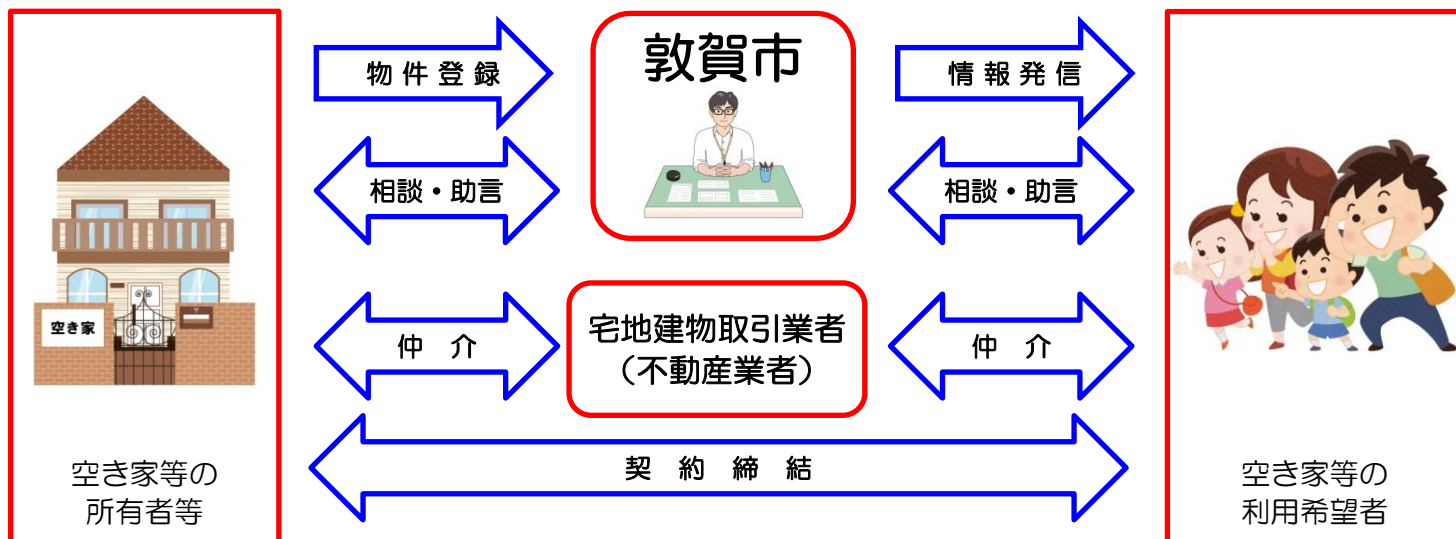 敦賀市
物件登録
情報発信
相談・助言
相談・助言
空き家
宅地建物取引業者
（不動産業者）
仲　介
仲　介
契　約　締　結
空き家等の
所有者等
空き家等の
利用希望者